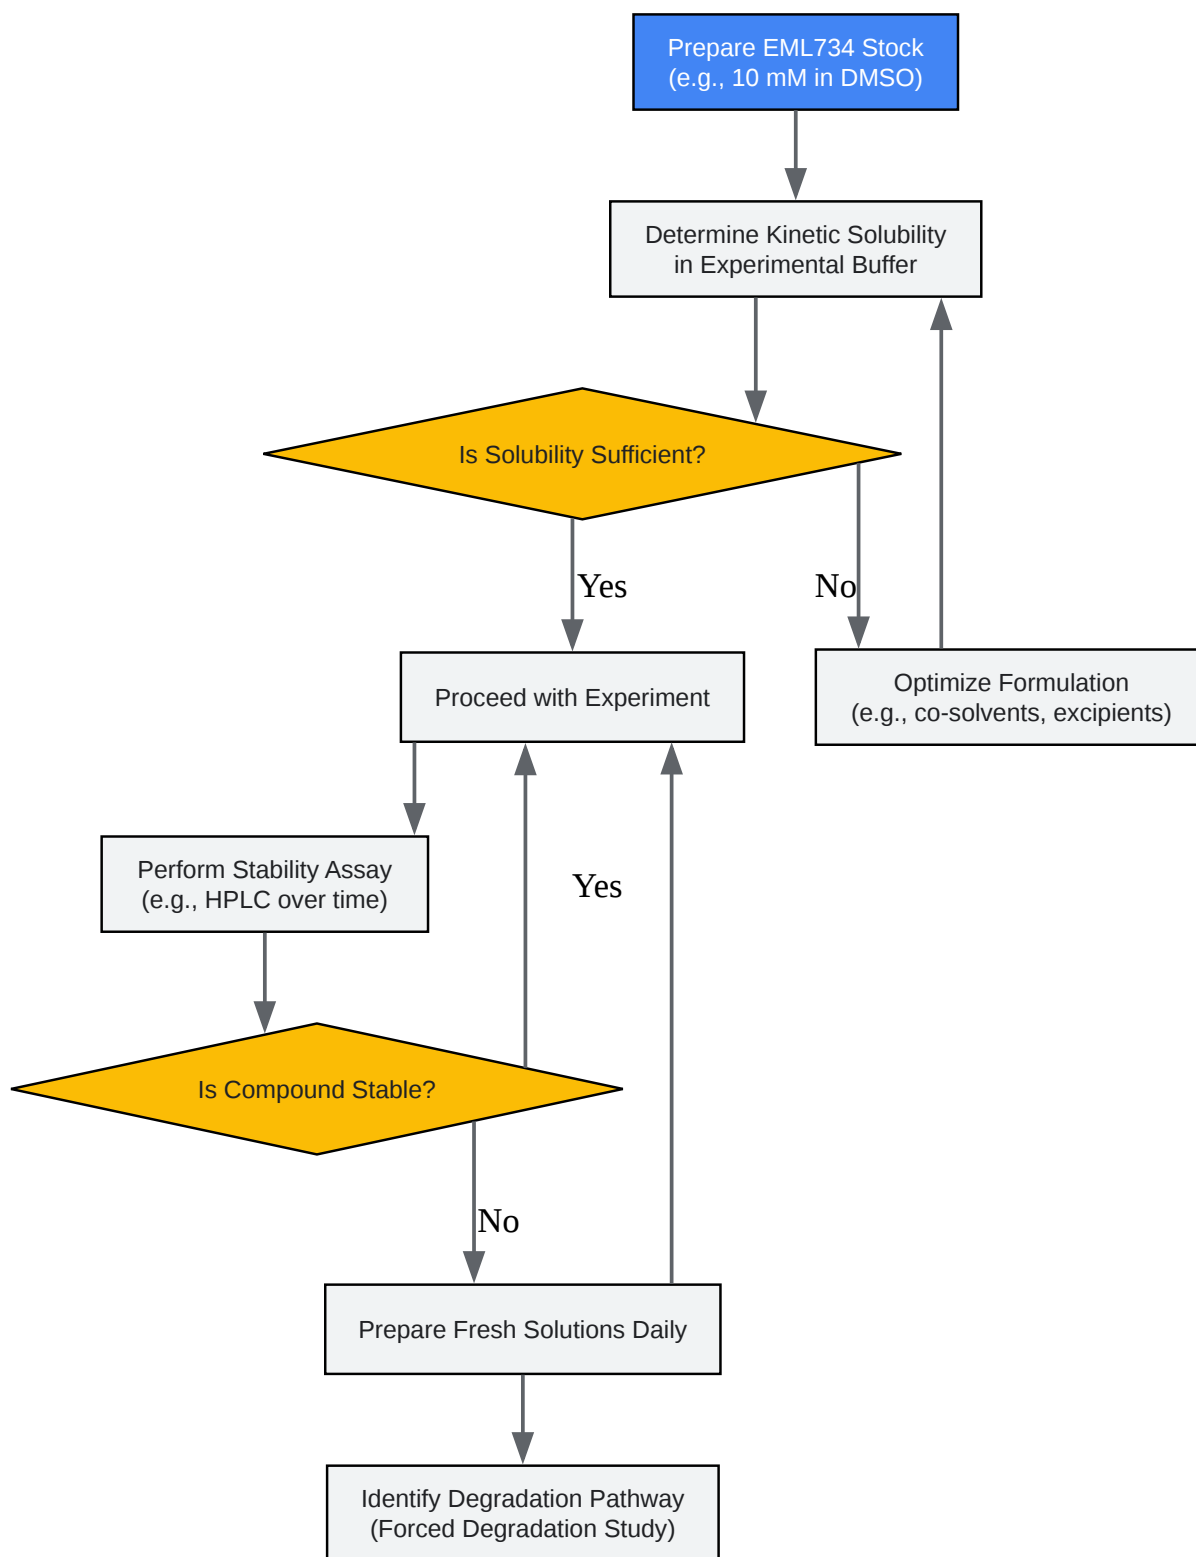 Prepare EML734 Stock
(e.g., 10 mM in DMSO)
Determine Kinetic Solubility
in Experimental Buffer
Is Solubility Sufficient?
Yes
No
Proceed with Experiment
Optimize Formulation
(e.g., co-solvents, excipients)
Perform Stability Assay
(e.g., HPLC over time)
Yes
Is Compound Stable?
No
Prepare Fresh Solutions Daily
Identify Degradation Pathway
(Forced Degradation Study)